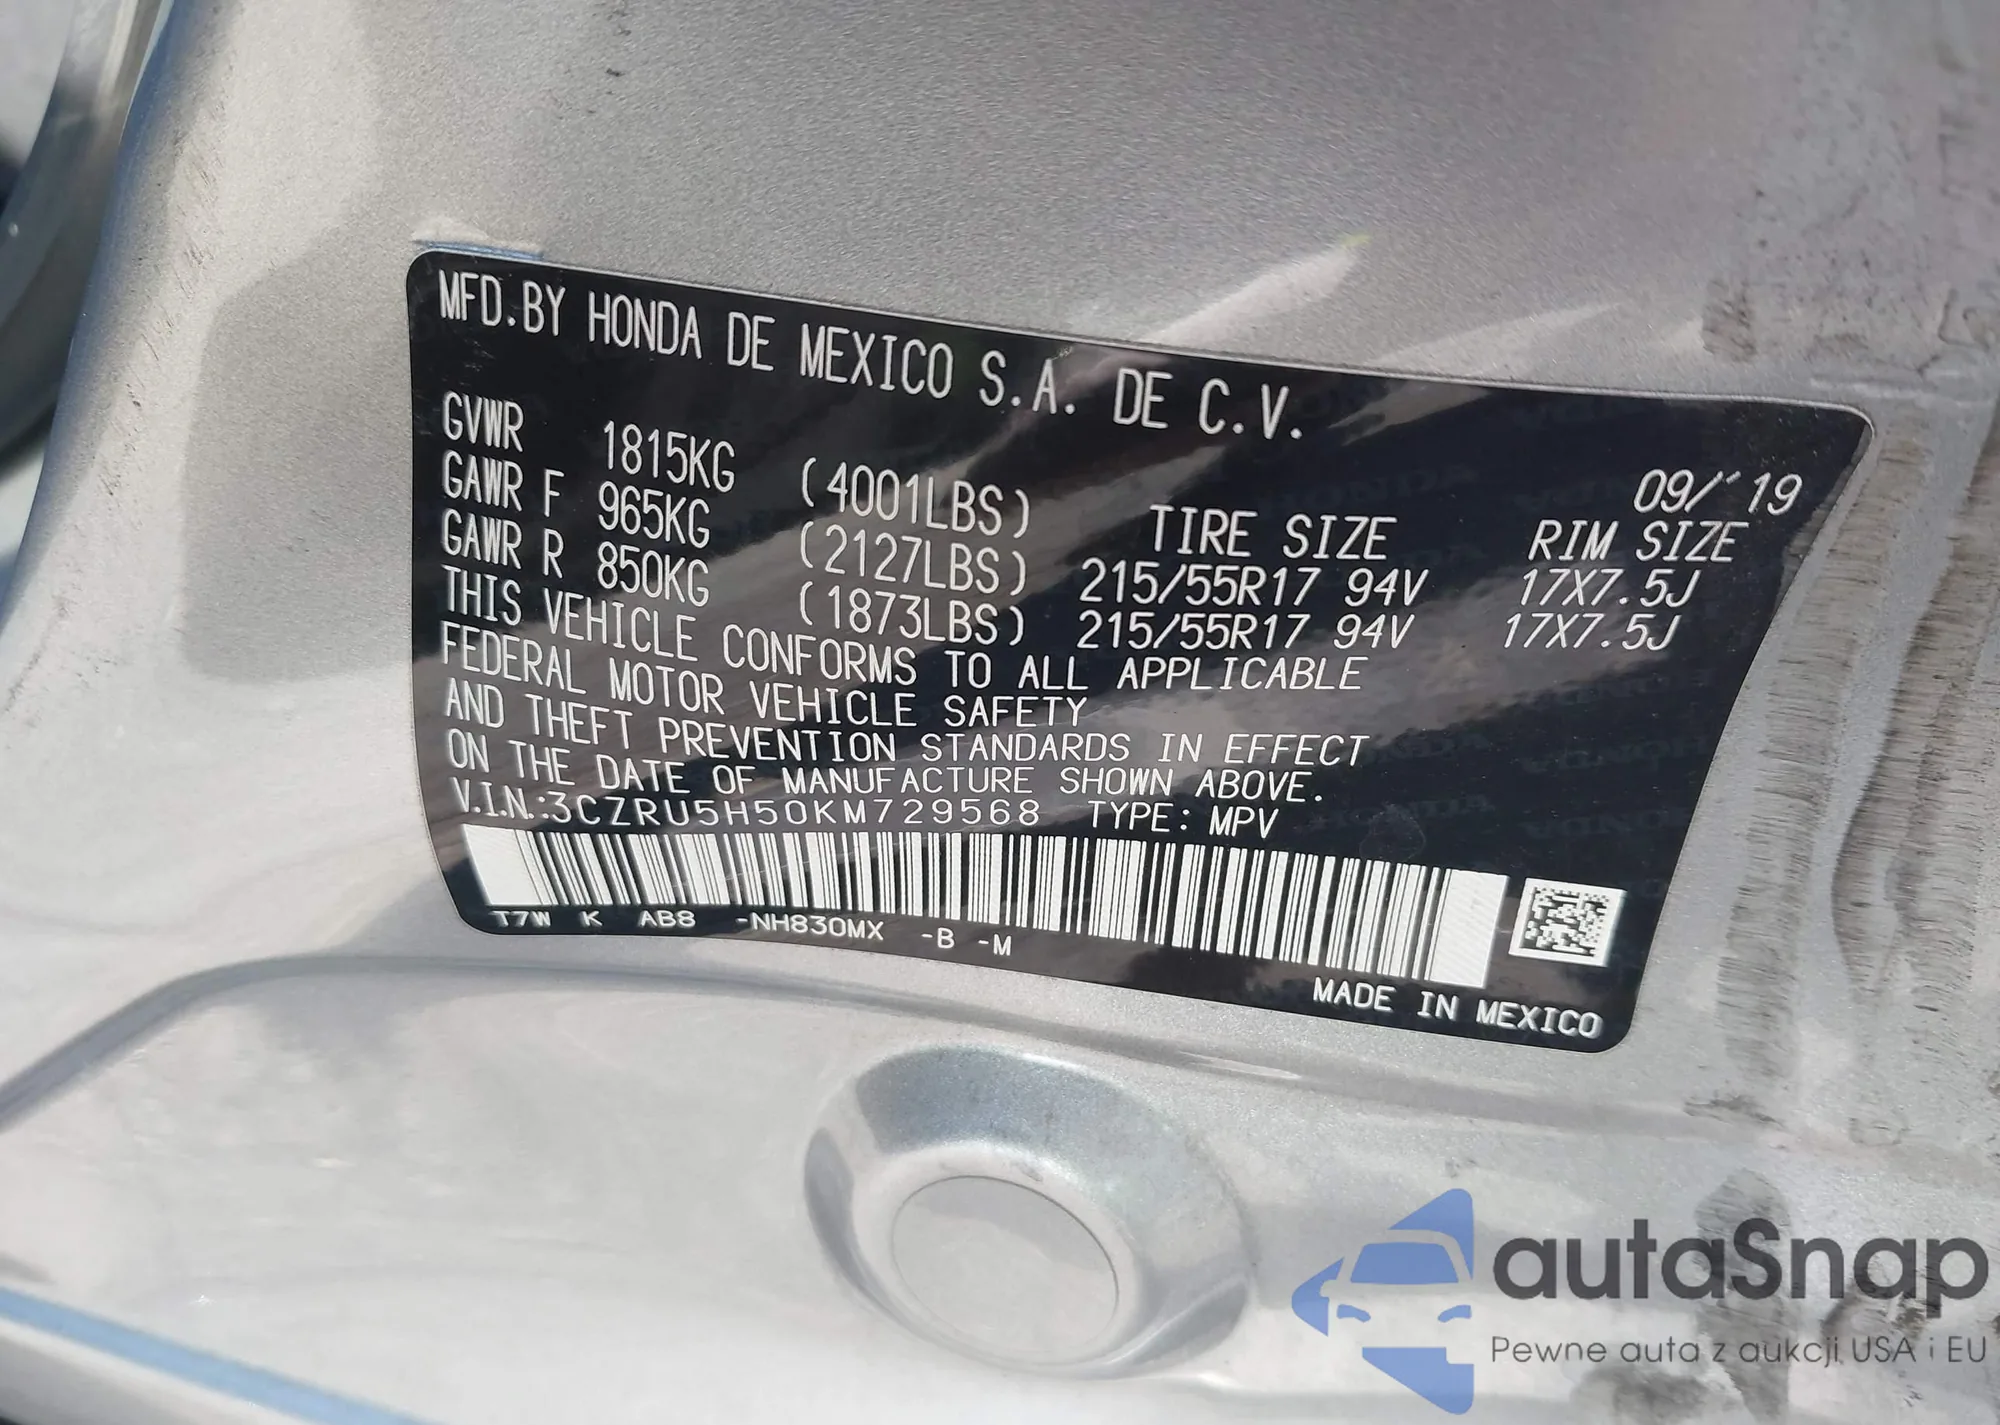 MFD.BY HONDA DE MEXICO S.A. DE C.V.
09/'19
GVWR 1815KG (4001LBS) TIRE SIZE RIM SIZE
GAWR F 965KG (2127LBS) 215/55R17 94V 17X7.5J
GAWR R 850KG (1873LBS) 215/55R17 94V 17X7.5J
THIS VEHICLE CONFORMS TO ALL APPLICABLE
FEDERAL MOTOR VEHICLE SAFETY
AND THEFT PREVENTION STANDARDS IN EFFECT
ON THE DATE OF MANUFACTURE SHOWN ABOVE.
V.I.N.:3CZRU5H50KM729568 TYPE: MPV
T7W K AB8 -NH830MX -B -M
MADE IN MEXICO
autaSnap
Pewne auta z aukcji USA i EU